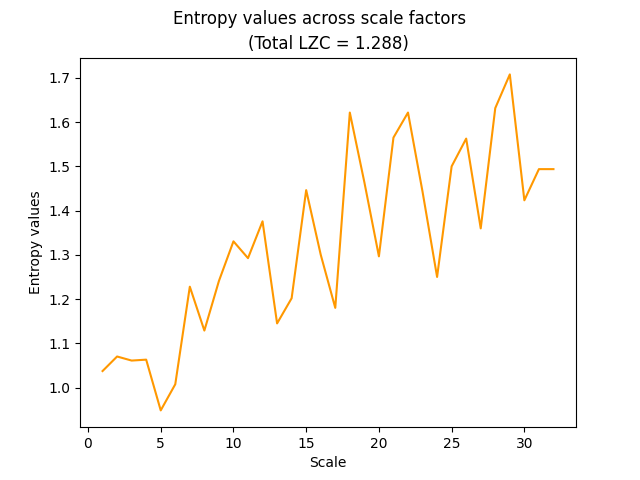 Entropy values across scale factors
(Total LZC = 1.288)
1.7
1.6
1.5
1.4
1.3
1.2
1.1
1.0
Entropy values
0 5 10 15 20 25 30
Scale